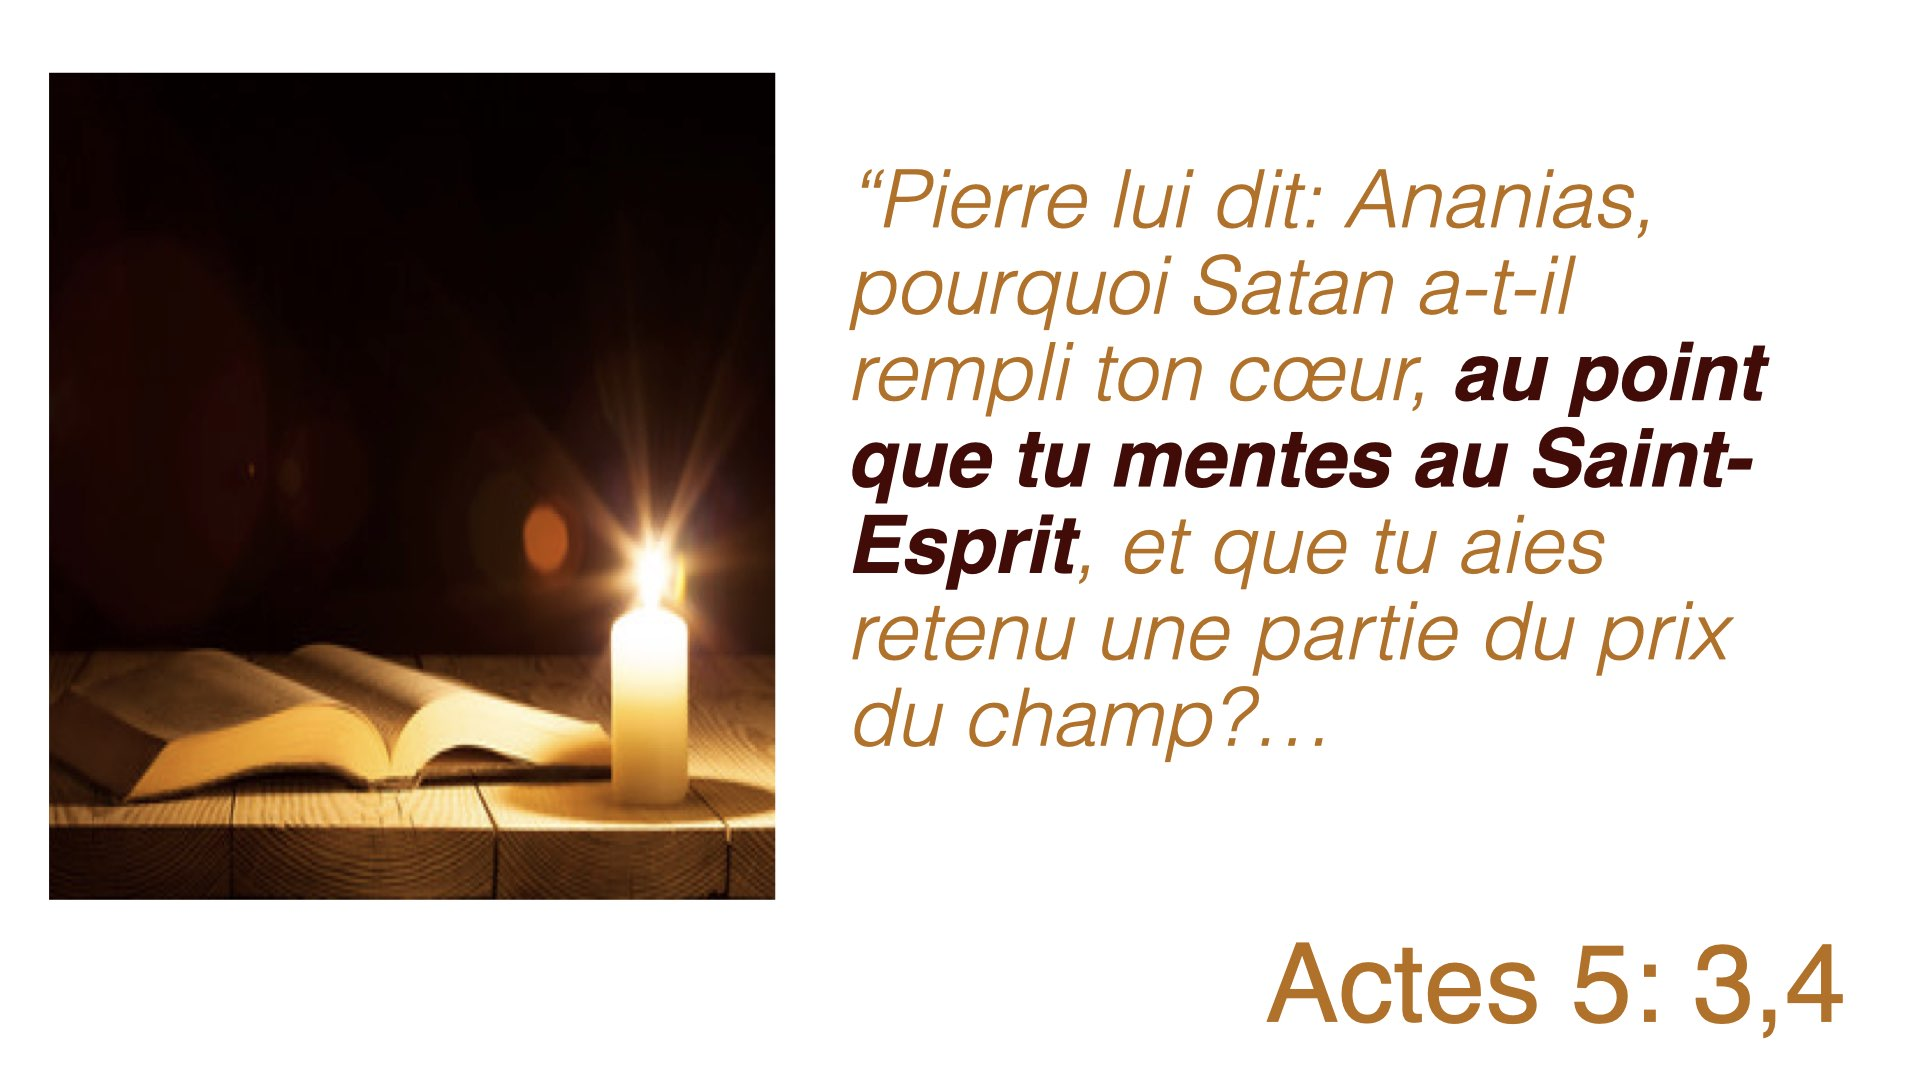 “Pierre lui dit: Ananias,
pourquoi Satan a-t-il
rempli ton cœur, au point
que tu mentes au Saint-
Esprit, et que tu aies
retenu une partie du prix
du champ?…
Actes 5: 3,4